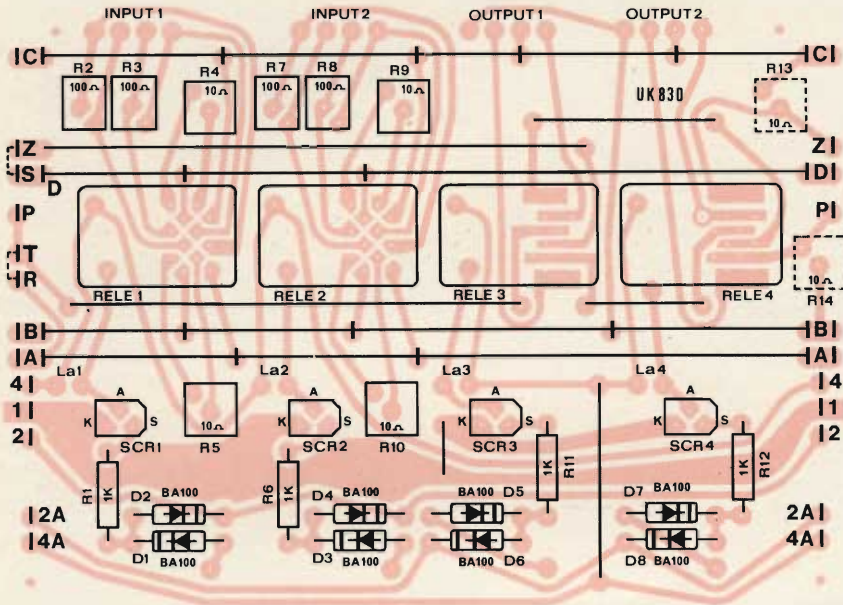 INPUT 1 INPUT 2 OUTPUT 1 OUTPUT 2
C C
R2 R3 R4 R7 R8 R9 R13
100Ω 100Ω 10Ω 100Ω 100Ω 10Ω UK 830 10Ω
Z Z
S D
D
P P
T
R
10Ω
RELE 1 RELE 2 RELE 3 RELE 4 R14
B B
A A
La1 La2 La3 La4
4 A A A A 4
1 K S K S K S K S 1
2 SCR1 R5 10Ω SCR2 R10 10Ω SCR3 SCR4 2
R1 1K R6 1K R11 1K R12 1K
D2 BA100 D4 BA100 BA100 D5 D7 BA100
2A 2A
4A 4A
D1 BA100 D3 BA100 BA100 D6 D8 BA100